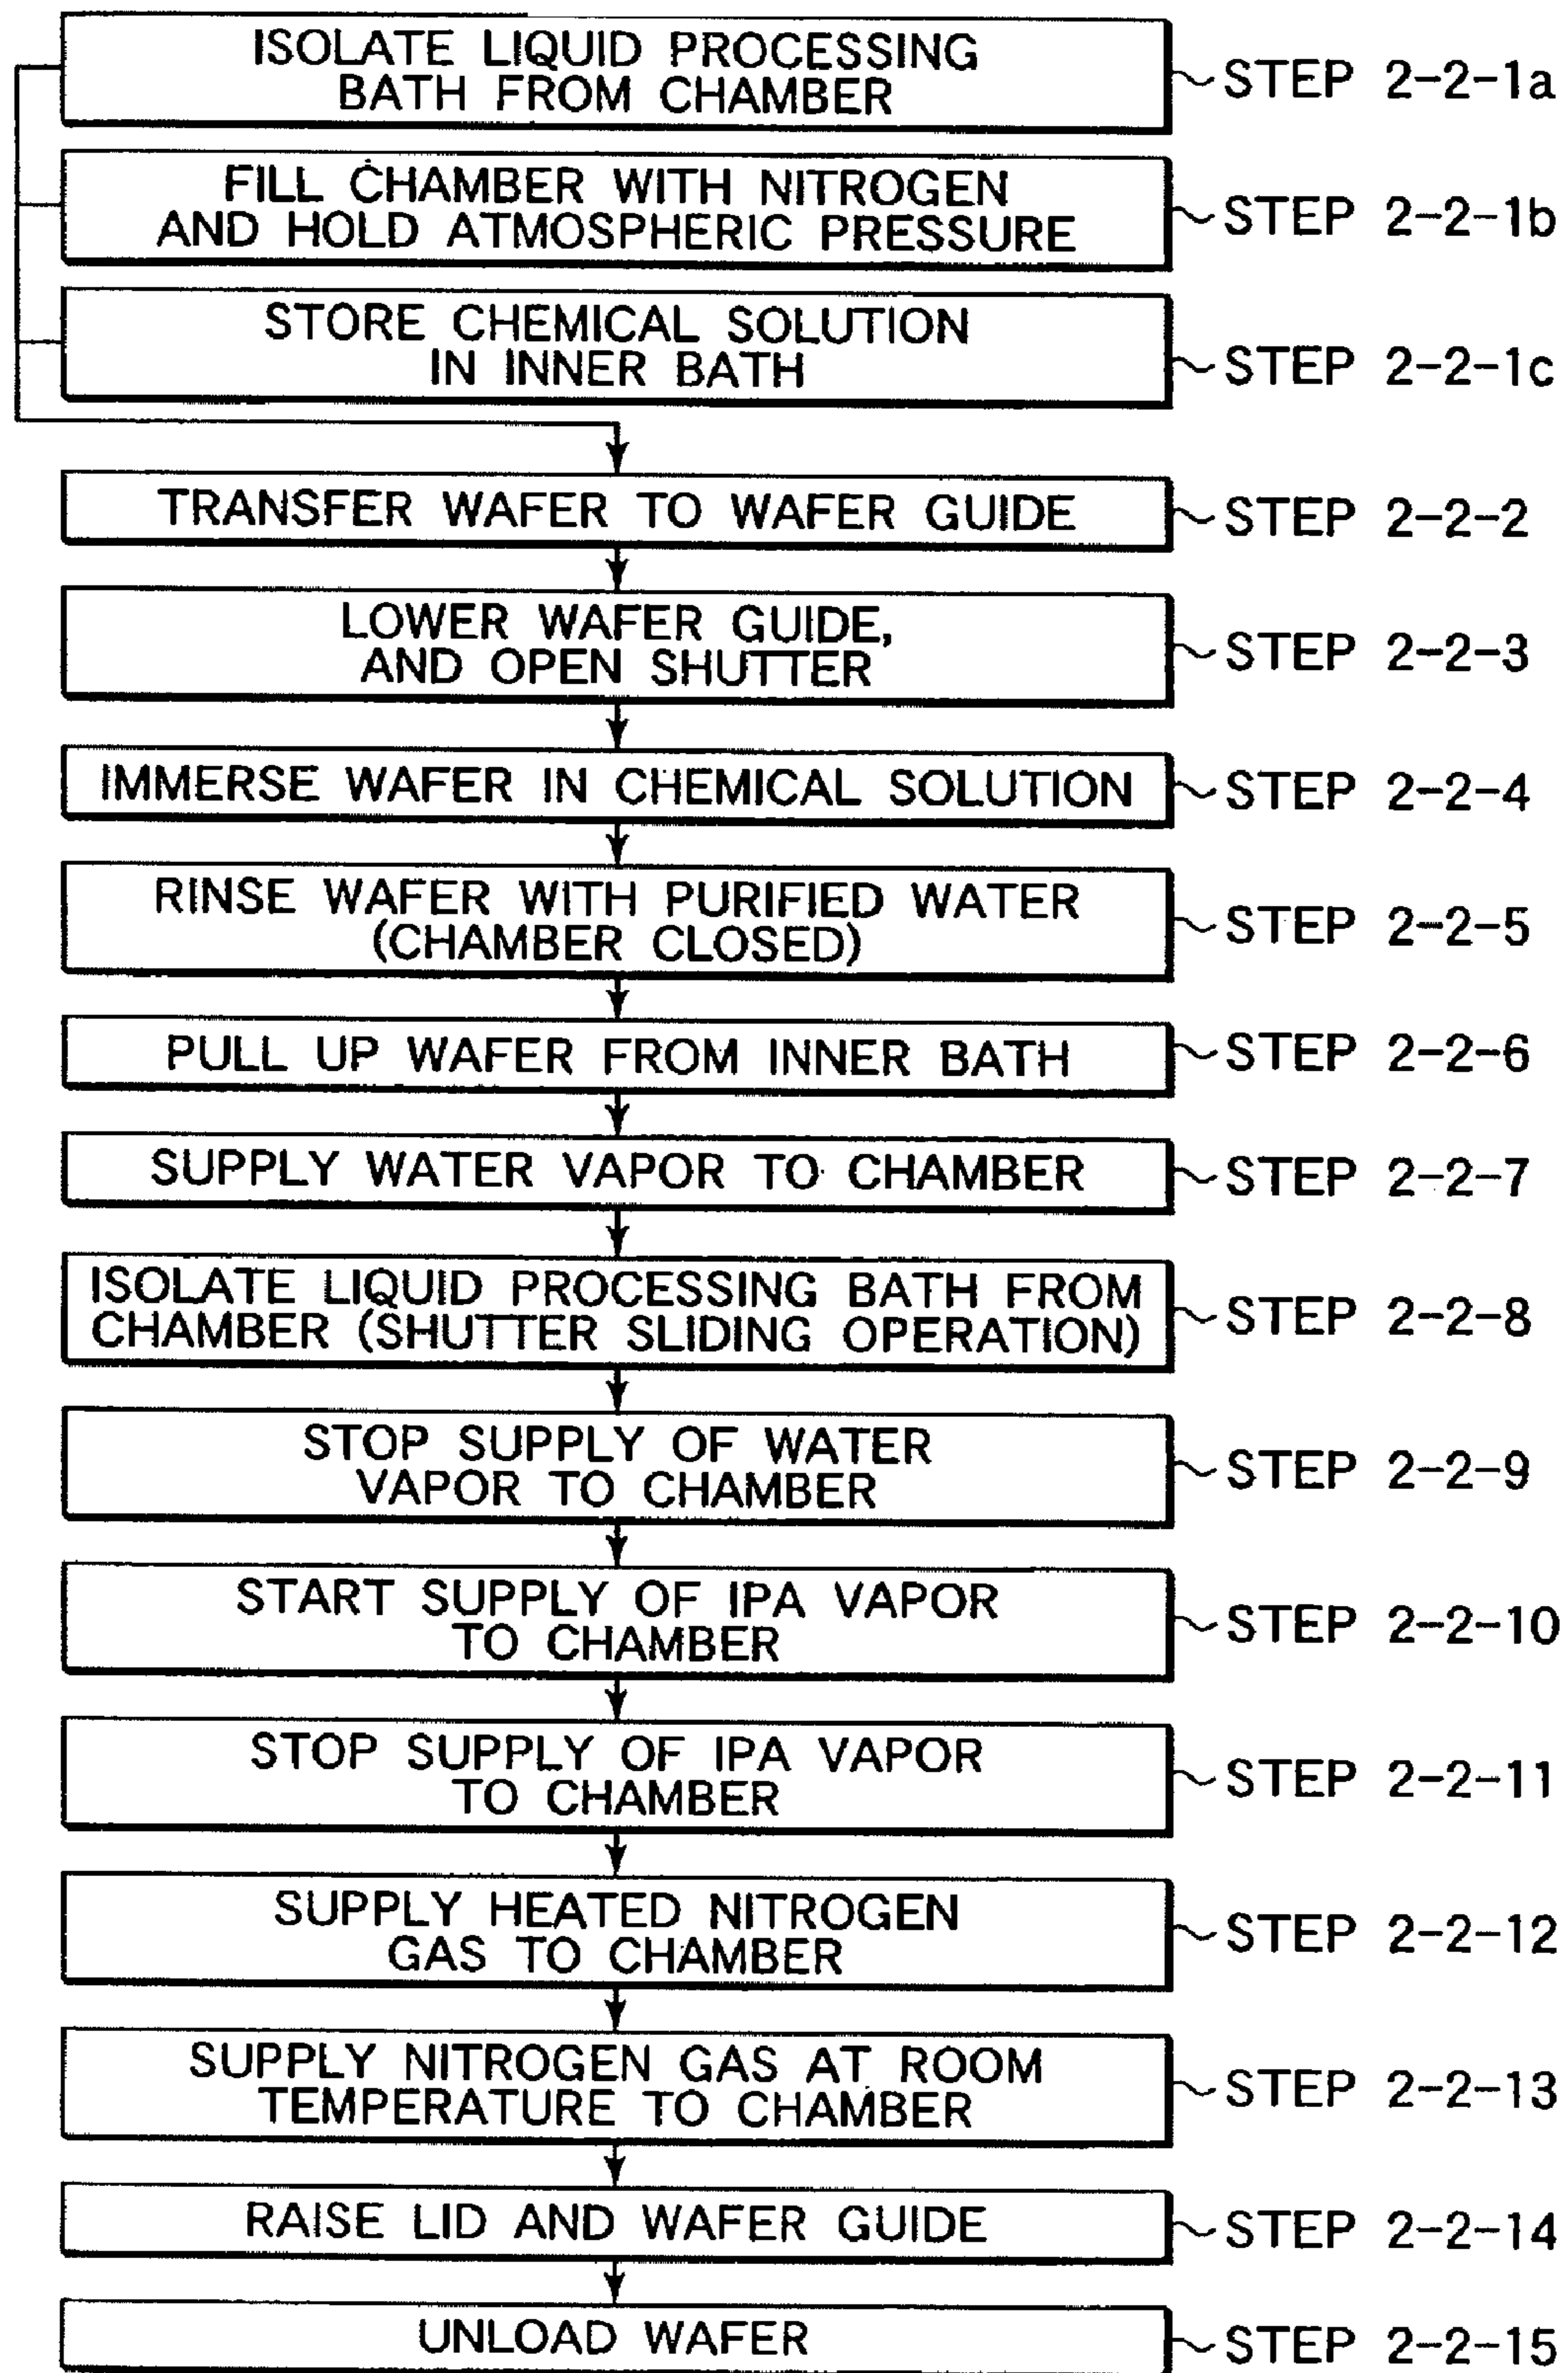 ISOLATE LIQUID PROCESSING
BATH FROM CHAMBER
STEP 2-2-1a
FILL CHAMBER WITH NITROGEN
AND HOLD ATMOSPHERIC PRESSURE
STEP 2-2-1b
STORE CHEMICAL SOLUTION
IN INNER BATH
STEP 2-2-1c
TRANSFER WAFER TO WAFER GUIDE
STEP 2-2-2
LOWER WAFER GUIDE,
AND OPEN SHUTTER
STEP 2-2-3
IMMERSE WAFER IN CHEMICAL SOLUTION
STEP 2-2-4
RINSE WAFER WITH PURIFIED WATER
(CHAMBER CLOSED)
STEP 2-2-5
PULL UP WAFER FROM INNER BATH
STEP 2-2-6
SUPPLY WATER VAPOR TO CHAMBER
STEP 2-2-7
ISOLATE LIQUID PROCESSING BATH FROM
CHAMBER (SHUTTER SLIDING OPERATION)
STEP 2-2-8
STOP SUPPLY OF WATER
VAPOR TO CHAMBER
STEP 2-2-9
START SUPPLY OF IPA VAPOR
TO CHAMBER
STEP 2-2-10
STOP SUPPLY OF IPA VAPOR
TO CHAMBER
STEP 2-2-11
SUPPLY HEATED NITROGEN
GAS TO CHAMBER
STEP 2-2-12
SUPPLY NITROGEN GAS AT ROOM
TEMPERATURE TO CHAMBER
STEP 2-2-13
RAISE LID AND WAFER GUIDE
STEP 2-2-14
UNLOAD WAFER
STEP 2-2-15